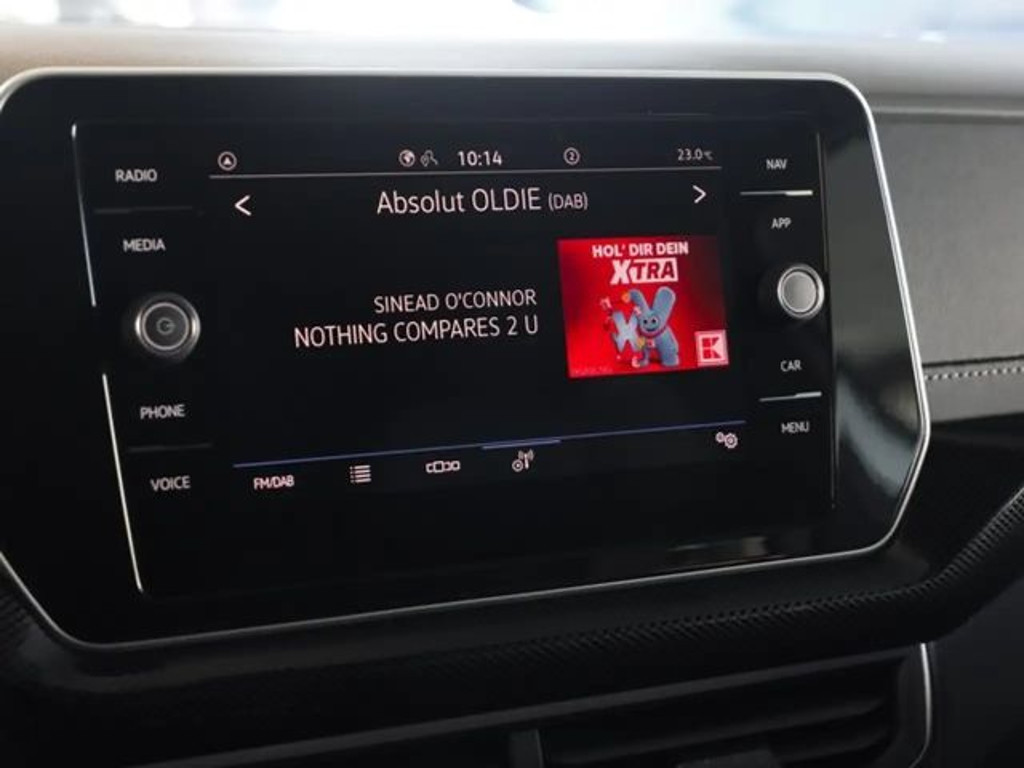 RADIO
MEDIA
PHONE
VOICE
10:14
2
23.0°C
< Absolut OLDIE (DAB) >
SINEAD O'CONNOR
NOTHING COMPARES 2 U
HOL' DIR DEIN
XTRA
K
FM/DAB
NAV
APP
CAR
MENU